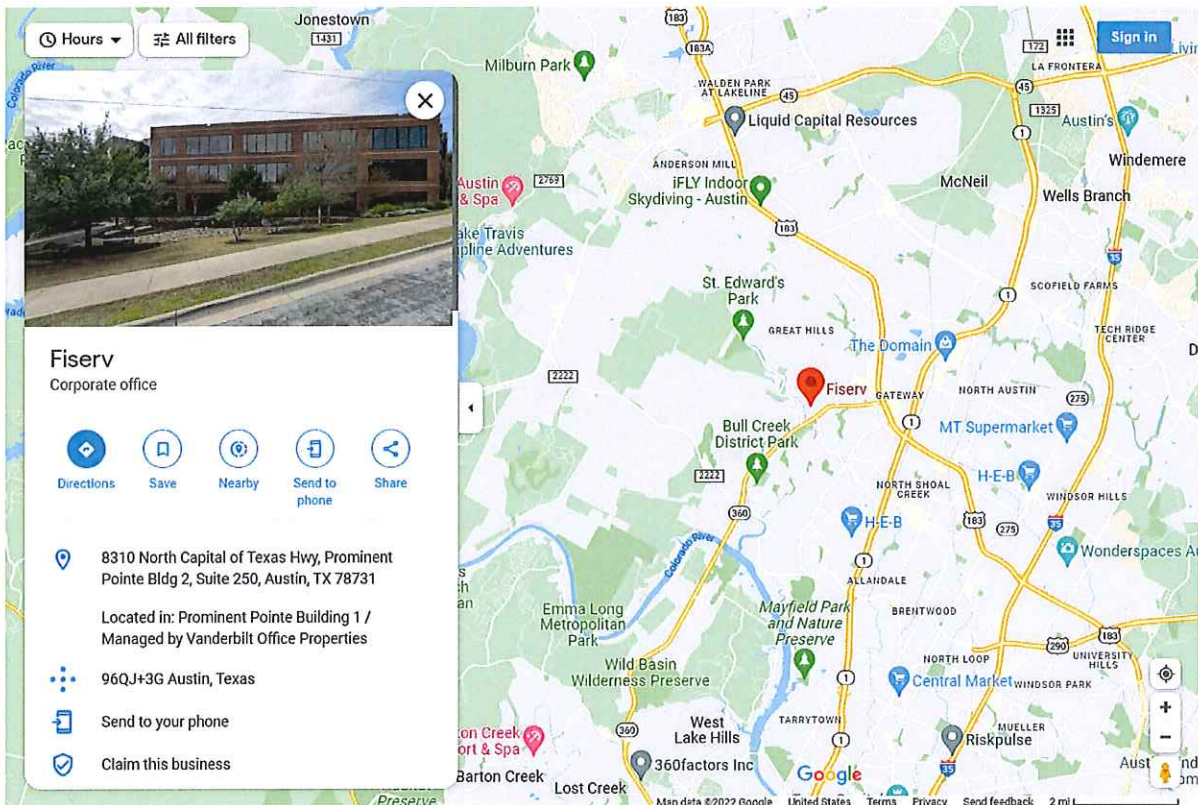 Hours
All filters
Sign in
Fiserv
Corporate office
Directions
Save
Nearby
Send to
phone
Share
8310 North Capital of Texas Hwy, Prominent
Pointe Bldg 2, Suite 250, Austin, TX 78731
Located in: Prominent Pointe Building 1 /
Managed by Vanderbilt Office Properties
96QJ+3G Austin, Texas
Send to your phone
Claim this business
Jonestown
1431
Colorado River
Milburn Park
183
183A
172
LA FRONTERA
WALDEN PARK
AT LAKELINE
45
45
1325
Liquid Capital Resources
1
Austin's
Windemere
ANDERSON MILL
McNeil
Wells Branch
Austin
& Spa
2769
iFLY Indoor
Skydiving - Austin
183
35
1
SCOFIELD FARMS
St. Edward's
Park
GREAT HILLS
TECH RIDGE
CENTER
The Domain
2222
Fiserv
GATEWAY
NORTH AUSTIN
275
1
Bull Creek
District Park
MT Supermarket
2222
H-E-B
NORTH SHOAL
CREEK
WINDSOR HILLS
360
H-E-B
183
275
35
Colorado River
1
Wonderspaces
ALLANDALE
Emma Long
Metropolitan
Park
Mayfield Park
and Nature
Preserve
BRENTWOOD
183
290
UNIVERSITY
HILLS
Wild Basin
Wilderness Preserve
NORTH LOOP
Central Market
WINDSOR PARK
TARRYTOWN
MUELLER
360
West
Lake Hills
1
Riskpulse
360factors Inc
35
Barton Creek
Lost Creek
Preserve
Google
Map data ©2022 Google
United States
Terms
Privacy
Send feedback
2 mi